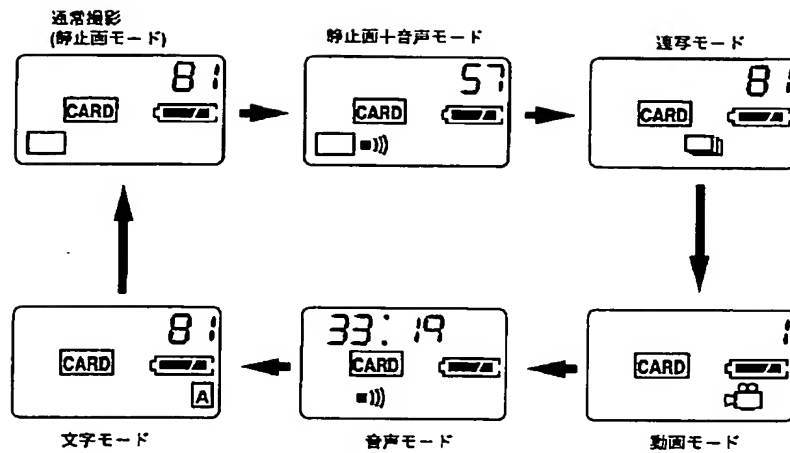 通常撮影
(静止画モード)
静止画+音声モード
連写モード
81
CARD
57
CARD
81
CARD
81
CARD
A
33:19
CARD
1
CARD
文字モード
音声モード
動画モード